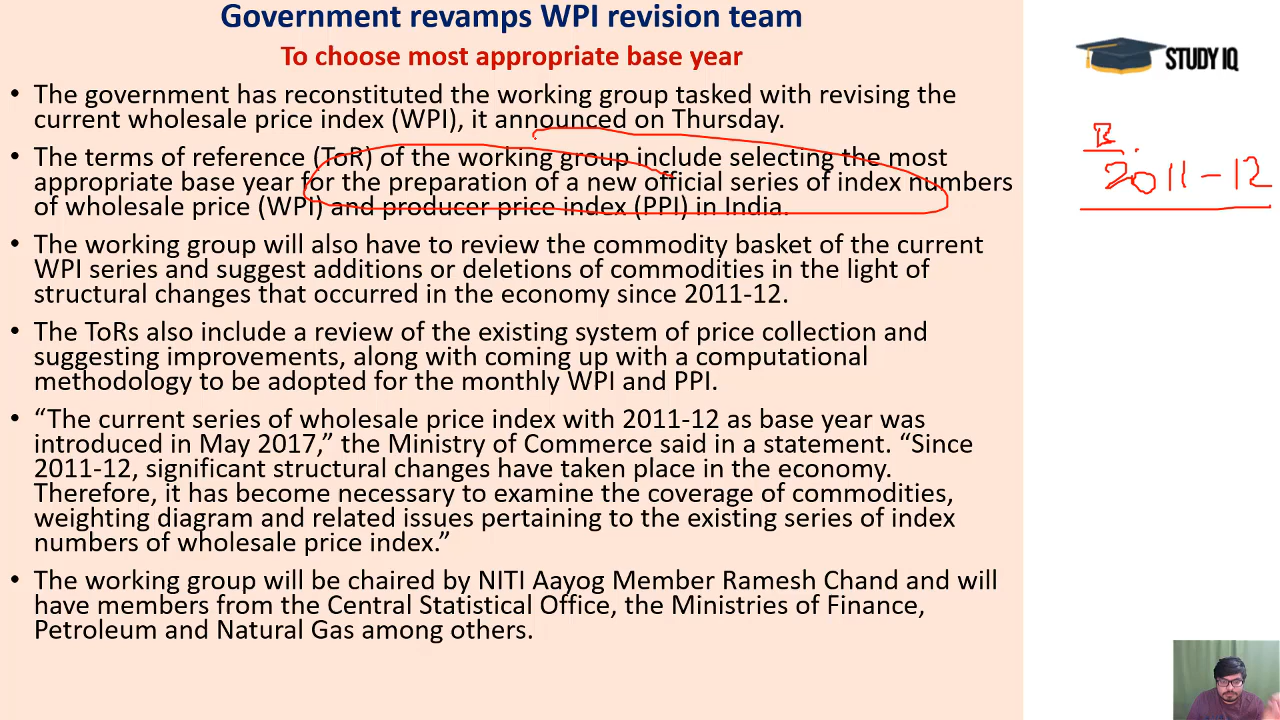 Government revamps WPI revision team
To choose most appropriate base year
• The government has reconstituted the working group tasked with revising the
current wholesale price index (WPI), it announced on Thursday.
• The terms of reference (ToR) of the working group include selecting the most
appropriate base year for the preparation of a new official series of index numbers
of wholesale price (WPI) and producer price index (PPI) in India.
• The working group will also have to review the commodity basket of the current
WPI series and suggest additions or deletions of commodities in the light of
structural changes that occurred in the economy since 2011-12.
• The ToRs also include a review of the existing system of price collection and
suggesting improvements, along with coming up with a computational
methodology to be adopted for the monthly WPI and PPI.
• “The current series of wholesale price index with 2011-12 as base year was
introduced in May 2017,” the Ministry of Commerce said in a statement. “Since
2011-12, significant structural changes have taken place in the economy.
Therefore, it has become necessary to examine the coverage of commodities,
weighting diagram and related issues pertaining to the existing series of index
numbers of wholesale price index.”
• The working group will be chaired by NITI Aayog Member Ramesh Chand and will
have members from the Central Statistical Office, the Ministries of Finance,
Petroleum and Natural Gas among others.
STUDY IQ
2011-12